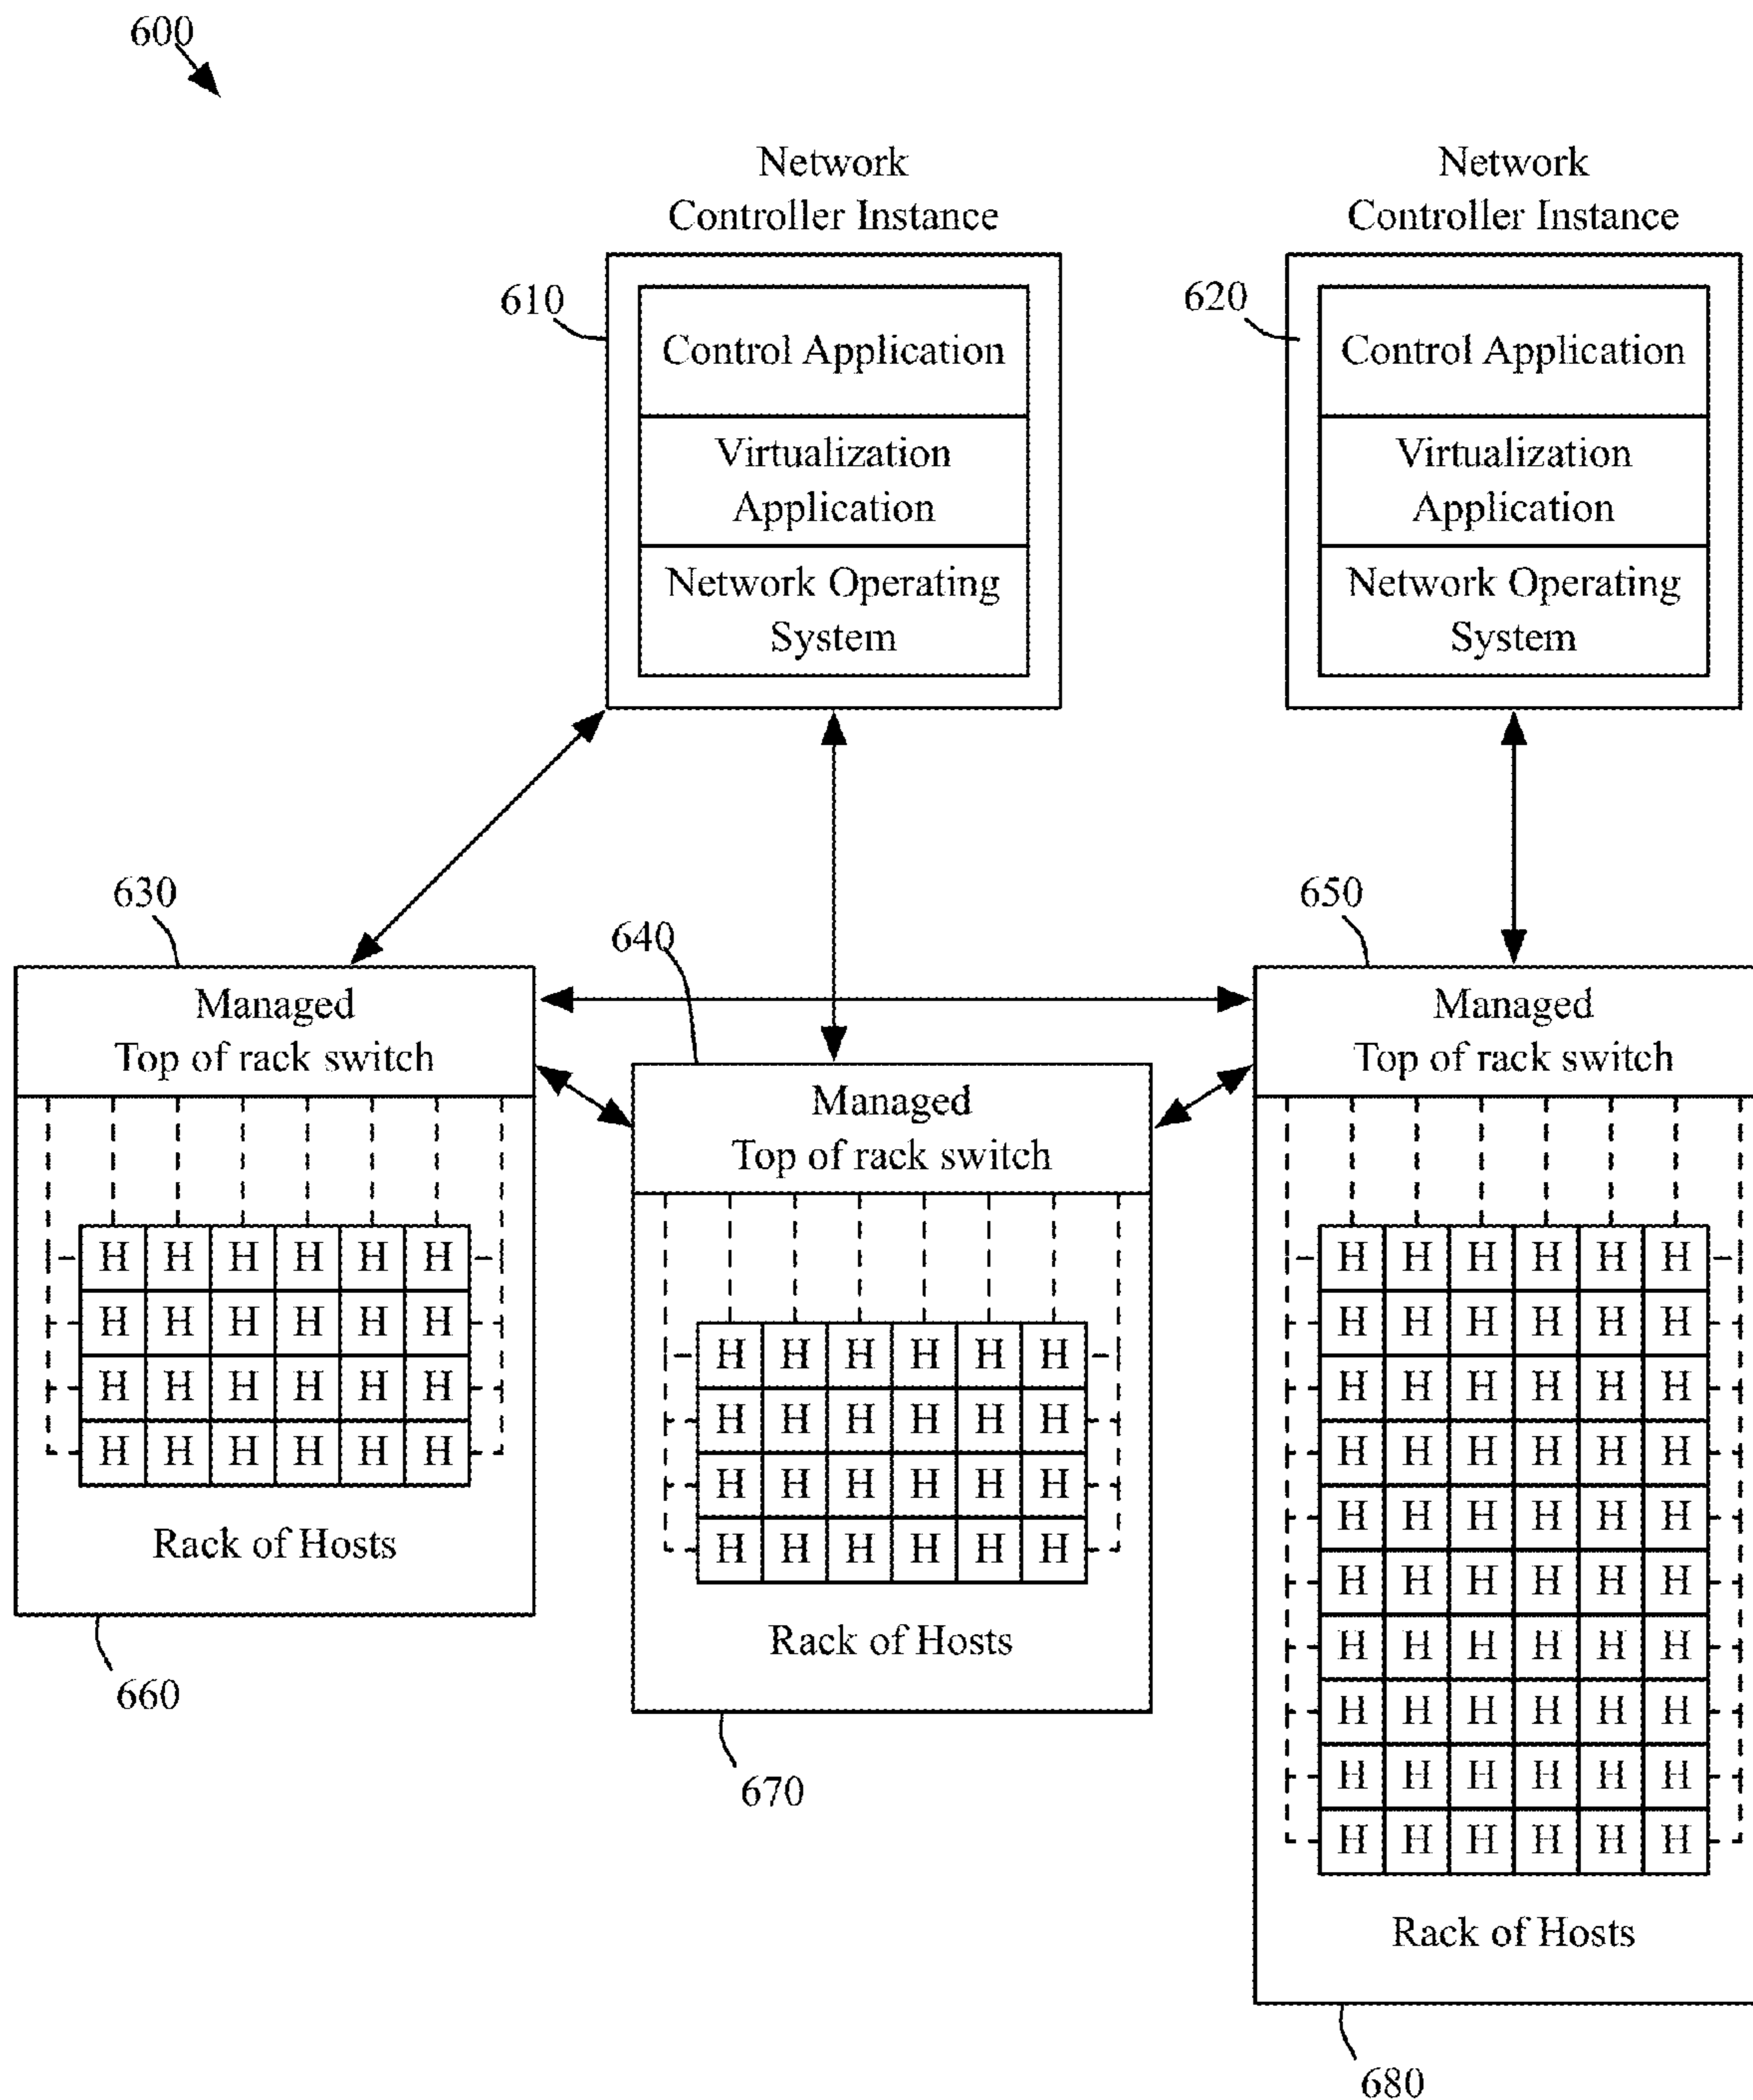 600
Network
Controller Instance
610
Control Application
Virtualization
Application
Network Operating
System
Network
Controller Instance
620
Control Application
Virtualization
Application
Network Operating
System
630
Managed
Top of rack switch
H H H H H H
H H H H H H
H H H H H H
H H H H H H
Rack of Hosts
660
640
Managed
Top of rack switch
H H H H H H
H H H H H H
H H H H H H
H H H H H H
Rack of Hosts
670
650
Managed
Top of rack switch
H H H H H H
H H H H H H
H H H H H H
H H H H H H
H H H H H H
H H H H H H
H H H H H H
H H H H H H
H H H H H H
H H H H H H
Rack of Hosts
680